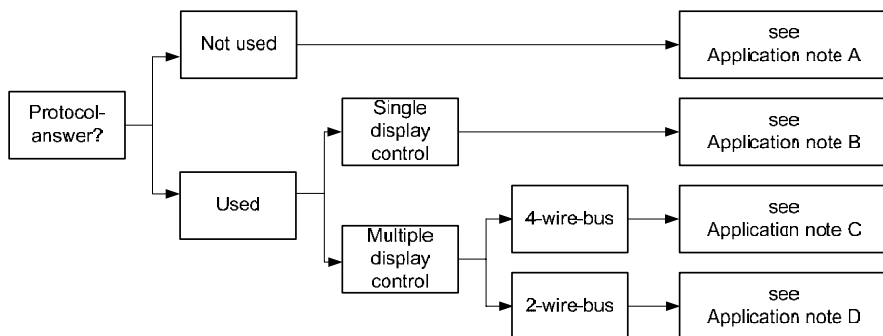 Not used
see
Application note A
Protocol-
answer?
Single
display
control
see
Application note B
Used
Multiple
display
control
4-wire-bus
see
Application note C
2-wire-bus
see
Application note D